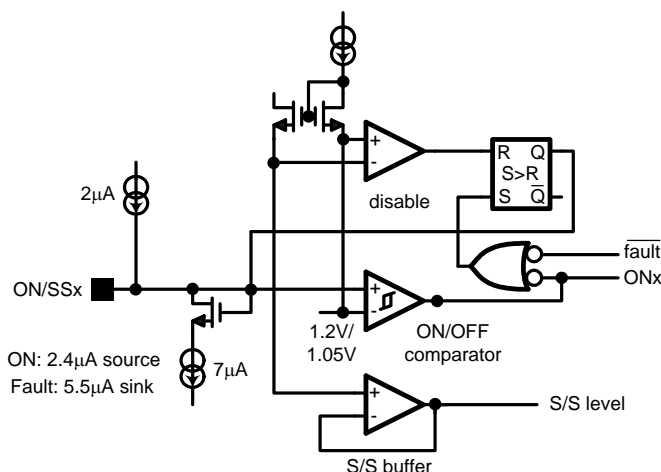 +
-
disable
R Q
S>R
S Q̅
2μA
f̅a̅u̅l̅t̅
ON/SSx
ONx
+
-
1.2V/
1.05V
ON/OFF
comparator
ON: 2.4μA source
Fault: 5.5μA sink
7μA
+
-
S/S level
S/S buffer